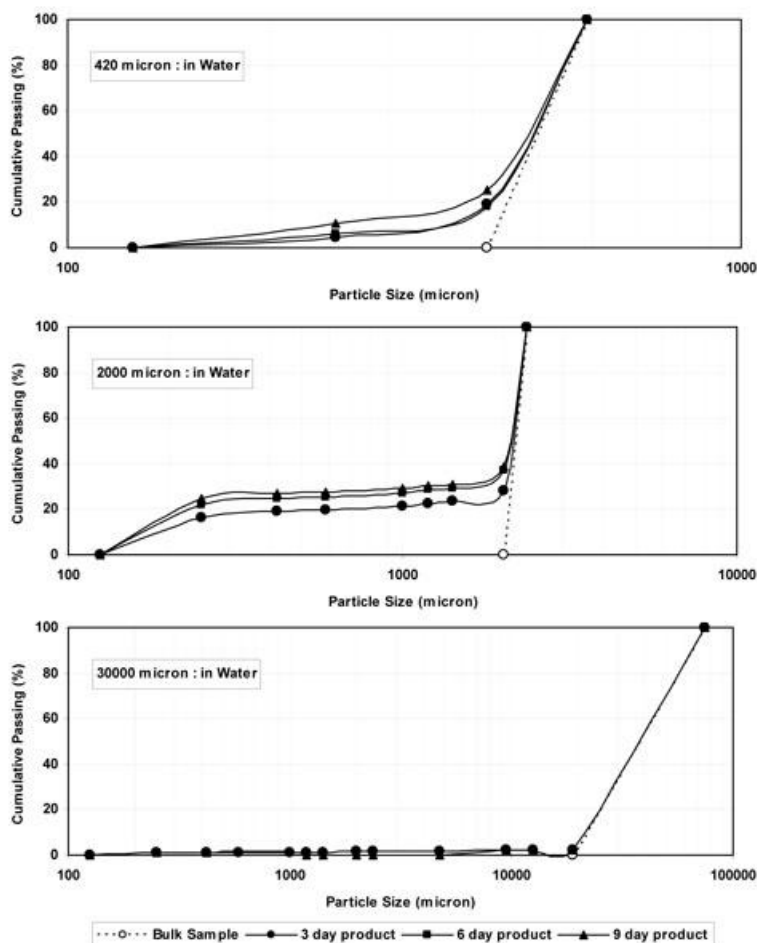 100
80
60
40
20
0
Cumulative Passing (%)
420 micron : in Water
100 1000
Particle Size (micron)
100
80
60
40
20
0
Cumulative Passing (%)
2000 micron : in Water
100 1000 10000
Particle Size (micron)
100
80
60
40
20
0
Cumulative Passing (%)
30000 micron : in Water
100 1000 10000 100000
Particle Size (micron)
Bulk Sample 3 day product 6 day product 9 day product